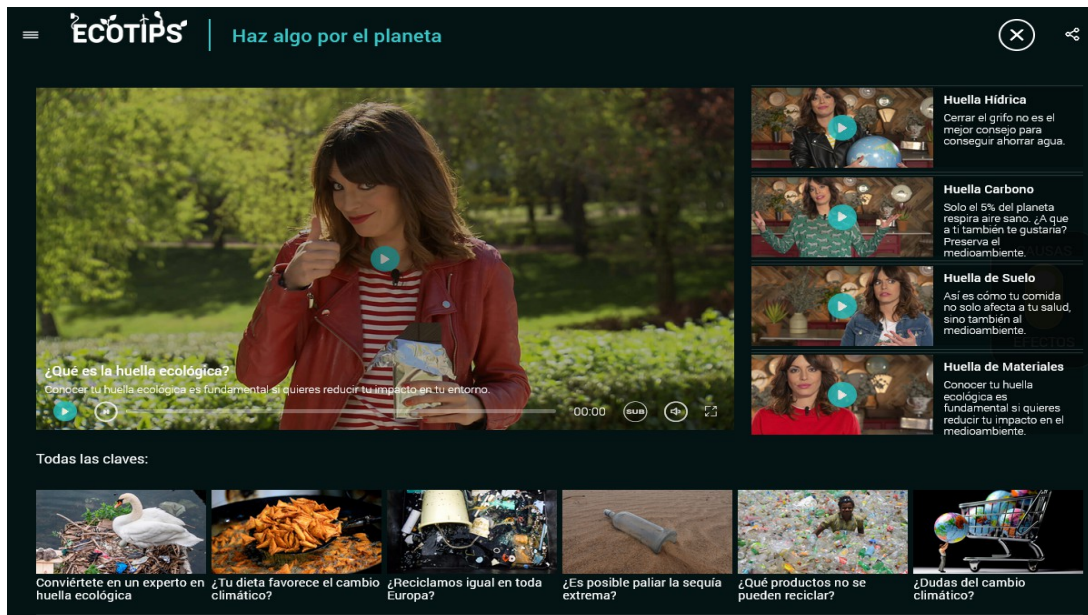 ECOTIPS
Haz algo por el planeta
¿Qué es la huella ecológica?
Conocer tu huella ecológica es fundamental si quieres reducir tu impacto en tu entorno.
00:00
SUB
Huella Hídrica
Cerrar el grifo no es el
mejor consejo para
conseguir ahorrar agua.
Huella Carbono
Solo el 5% del planeta
respira aire sano. ¿A que
a ti también te gustaría?
Preserva el
medioambiente.
CAUSAS
Huella de Suelo
Así es cómo tu comida
no solo afecta a tu salud,
sino también al
medioambiente.
EFECTOS
Huella de Materiales
Conocer tu huella
ecológica es
fundamental si quieres
reducir tu impacto en el
medioambiente.
Todas las claves:
Conviértete en un experto en
huella ecológica
¿Tu dieta favorece el cambio
climático?
¿Reciclamos igual en toda
Europa?
¿Es posible paliar la sequía
extrema?
¿Qué productos no se
pueden reciclar?
¿Dudas del cambio
climático?